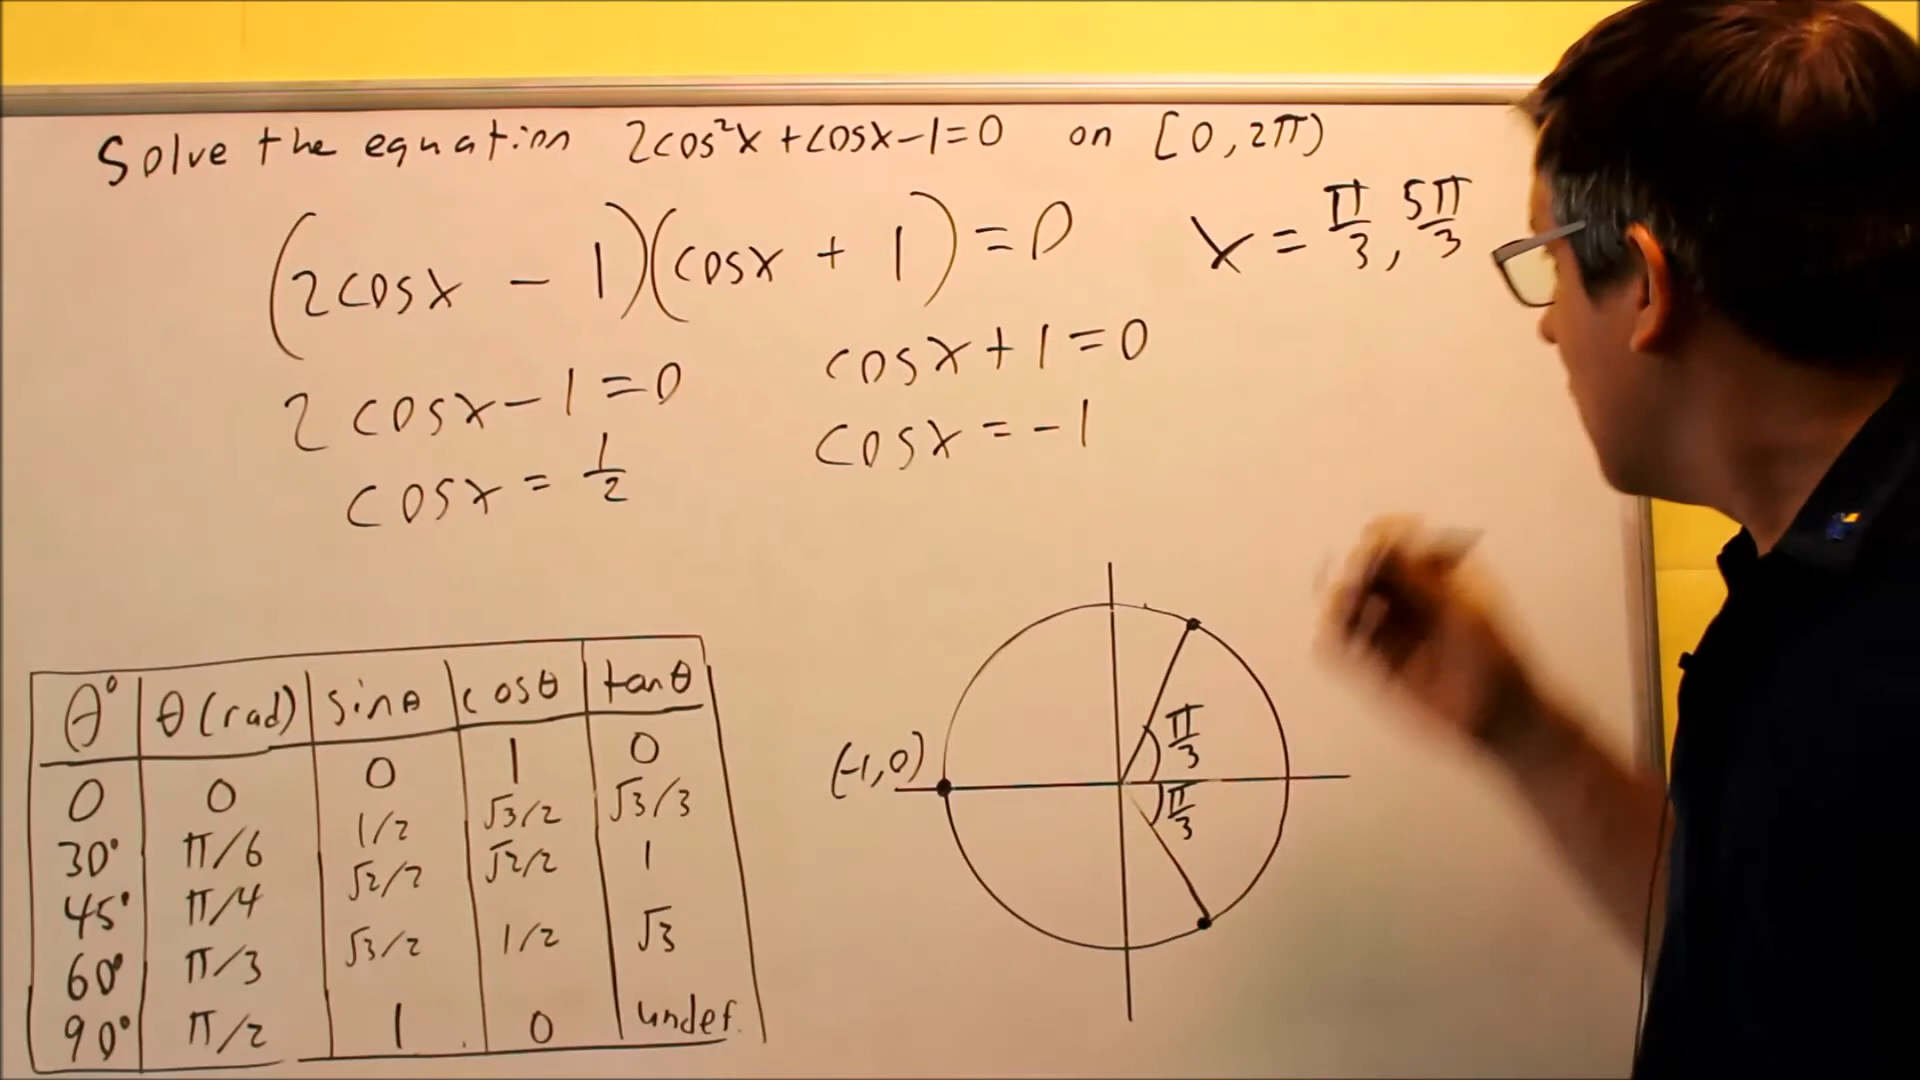 Solve the equation 2cos²x + cosx - 1 = 0 on [0, 2π)
(2cosx - 1)(cosx + 1) = 0
x = π/3, 5π/3
2cosx - 1 = 0
cosx = 1/2
cosx + 1 = 0
cosx = -1
θ° θ(rad) sinθ cosθ tanθ
0 0 0 1 0
30° π/6 1/2 √3/2 √3/3
45° π/4 √2/2 √2/2 1
60° π/3 √3/2 1/2 √3
90° π/2 1 0 undef.
(-1,0)
π/3
π/3